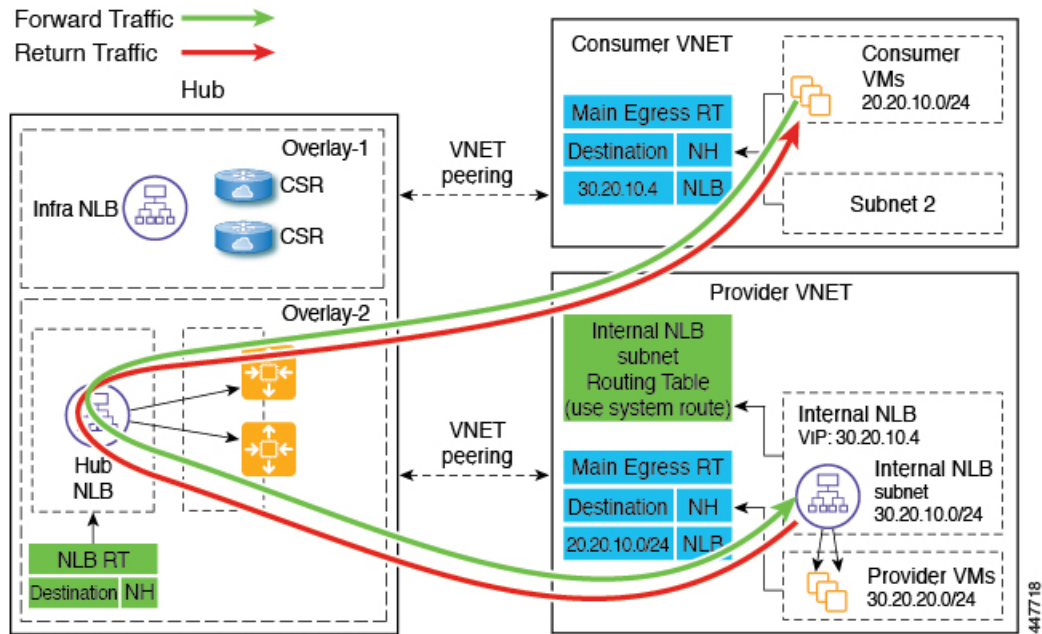 Forward Traffic
Return Traffic
Hub
Overlay-1
Infra NLB
CSR
CSR
Overlay-2
Hub
NLB
NLB RT
Destination NH
VNET
peering
VNET
peering
Consumer VNET
Main Egress RT
Destination NH
30.20.10.4 NLB
Consumer
VMs
20.20.10.0/24
Subnet 2
Provider VNET
Internal NLB
subnet
Routing Table
(use system route)
Main Egress RT
Destination NH
20.20.10.0/24 NLB
Internal NLB
VIP: 30.20.10.4
Internal NLB
subnet
30.20.10.0/24
Provider VMs
30.20.20.0/24
447718